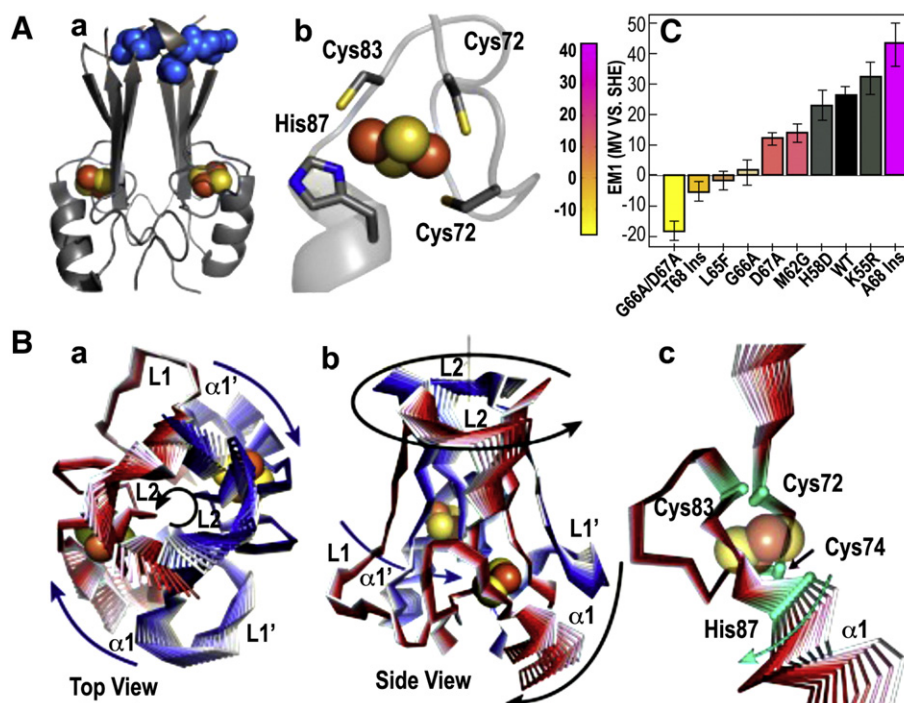 A
a
b
C
Cys83
Cys72
His87
Cys72
40
30
20
10
0
-10
EM1 (MV VS. SHE)
50
40
30
20
10
0
-10
-20
G66A/D67A
T68 Ins
L65F
G66A
D67A
M62G
H58D
WT
K55R
A68 Ins
B
a
L1
α1'
L2
L2
α1
L1'
Top View
b
L2
L2
L1
α1'
L1'
α1
Side View
c
Cys83
Cys72
Cys74
His87
α1